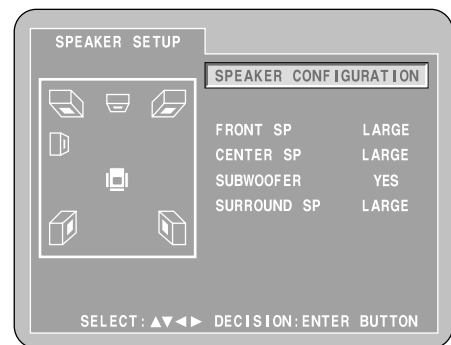 SPEAKER SETUP
SPEAKER CONFIGURATION
FRONT SP LARGE
CENTER SP LARGE
SUBWOOFER YES
SURROUND SP LARGE
SELECT:▲▼◄► DECISION:ENTER BUTTON